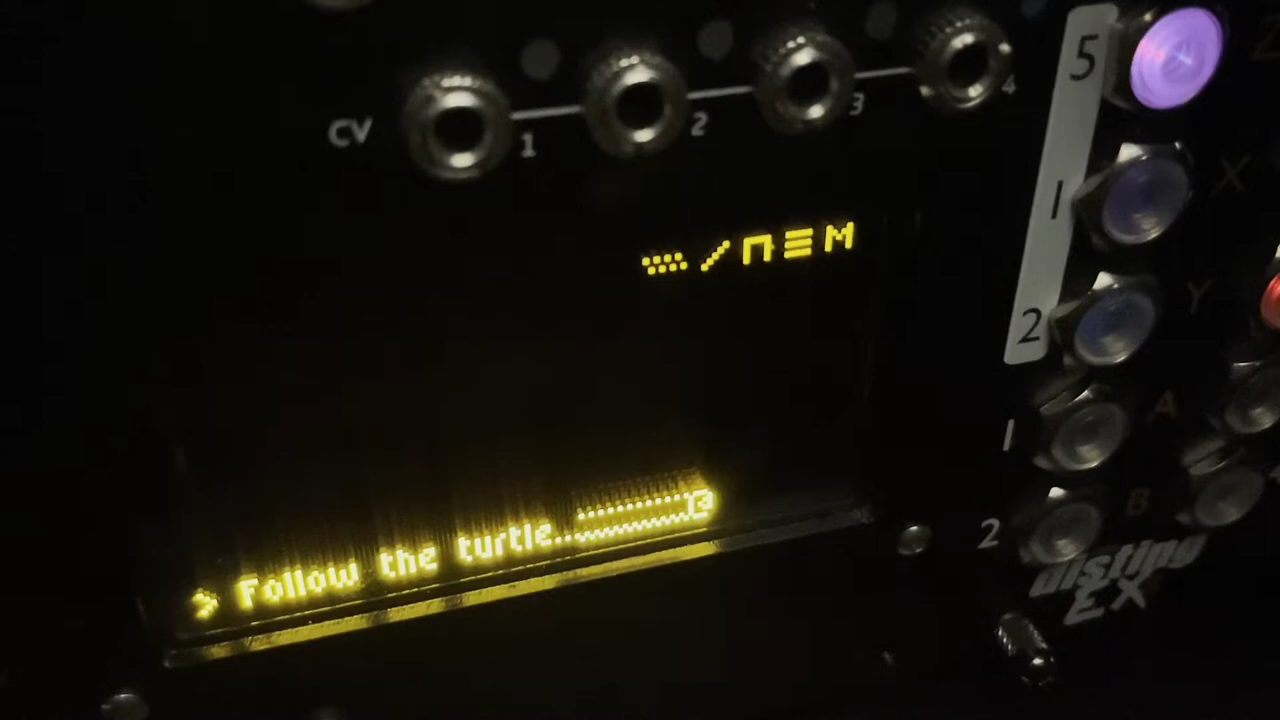 CV 1 2 3 4
5
1 X
2 Y
1 A
2 B
> Follow the turtle...
disting
EX